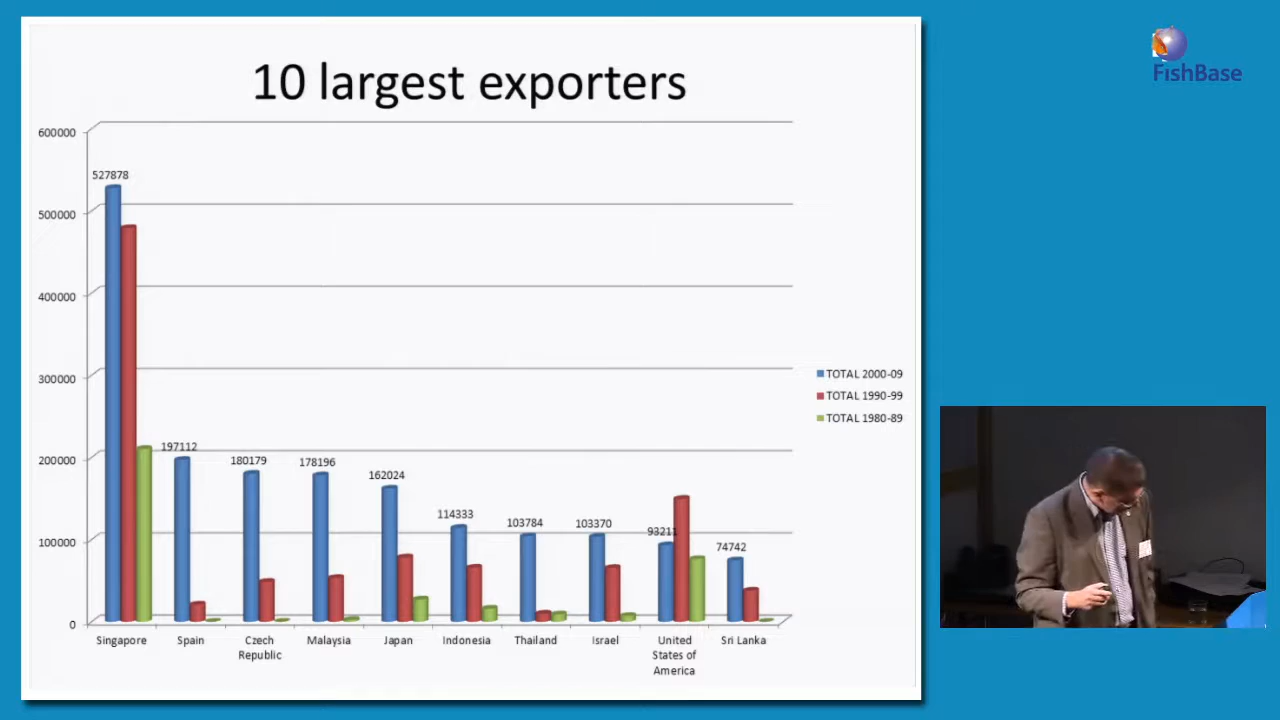 10 largest exporters
FishBase
600000
500000
400000
300000
200000
100000
0
527878
197112
180179
178196
162024
114333
103784
103370
93211
74742
Singapore
Spain
Czech
Republic
Malaysia
Japan
Indonesia
Thailand
Israel
United
States of
America
Sri Lanka
TOTAL 2000-09
TOTAL 1990-99
TOTAL 1980-89